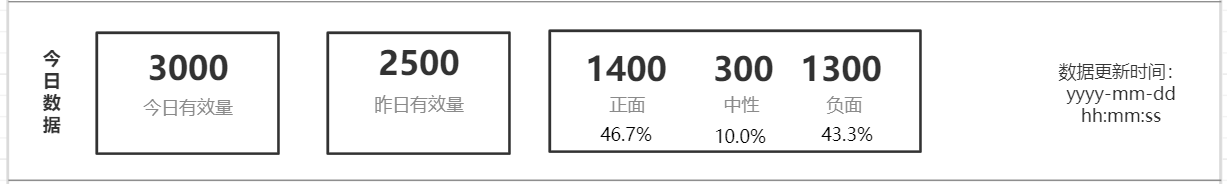 今日数据
3000
今日有效量
2500
昨日有效量
1400 300 1300
正面 中性 负面
46.7% 10.0% 43.3%
数据更新时间：
yyyy-mm-dd
hh:mm:ss